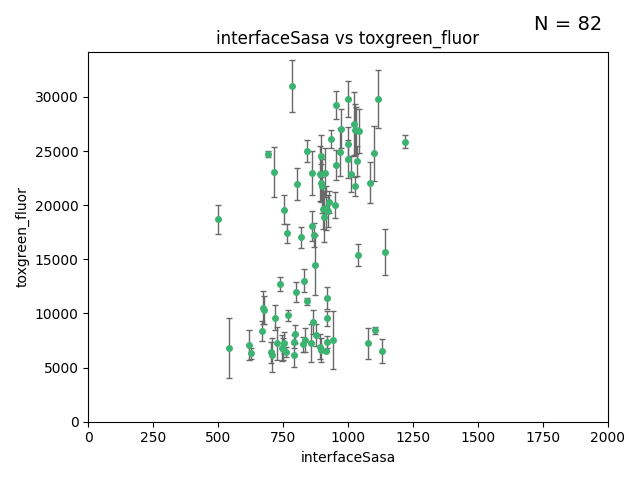 N = 82
interfaceSasa vs toxgreen_fluor
30000
25000
20000
15000
10000
5000
0
toxgreen_fluor
0 250 500 750 1000 1250 1500 1750 2000
interfaceSasa